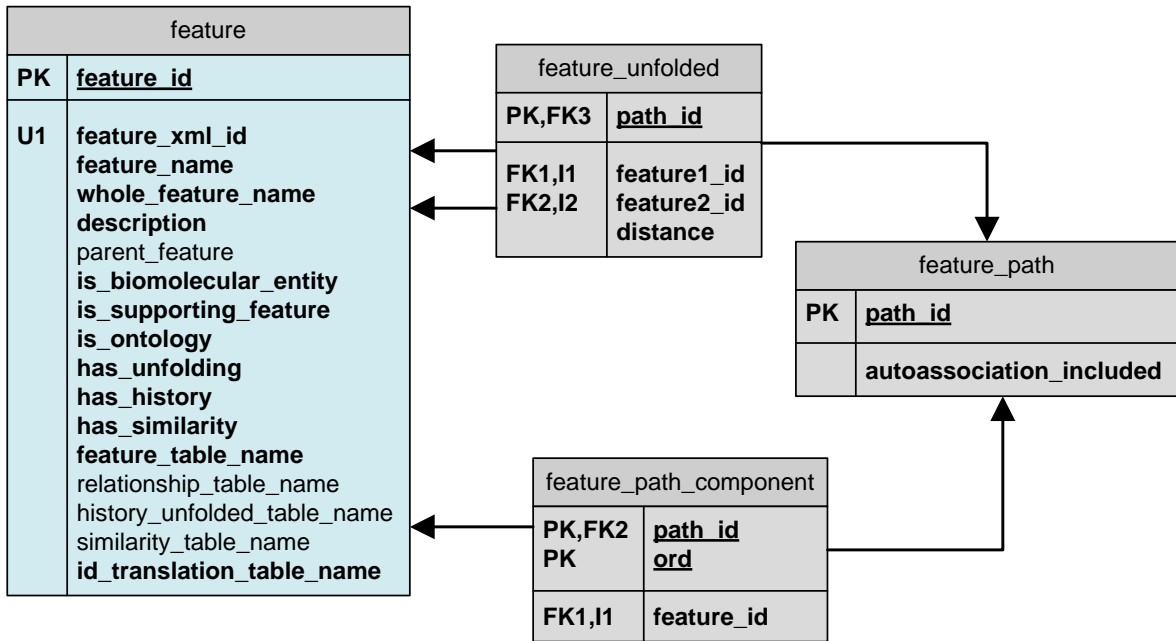 feature
PK feature_id
U1 feature_xml_id
feature_name
whole_feature_name
description
parent_feature
is_biomolecular_entity
is_supporting_feature
is_ontology
has_unfolding
has_history
has_similarity
feature_table_name
relationship_table_name
history_unfolded_table_name
similarity_table_name
id_translation_table_name
feature_unfolded
PK,FK3 path_id
FK1,I1 feature1_id
FK2,I2 feature2_id
distance
feature_path
PK path_id
autoassociation_included
feature_path_component
PK,FK2 path_id
PK ord
FK1,I1 feature_id